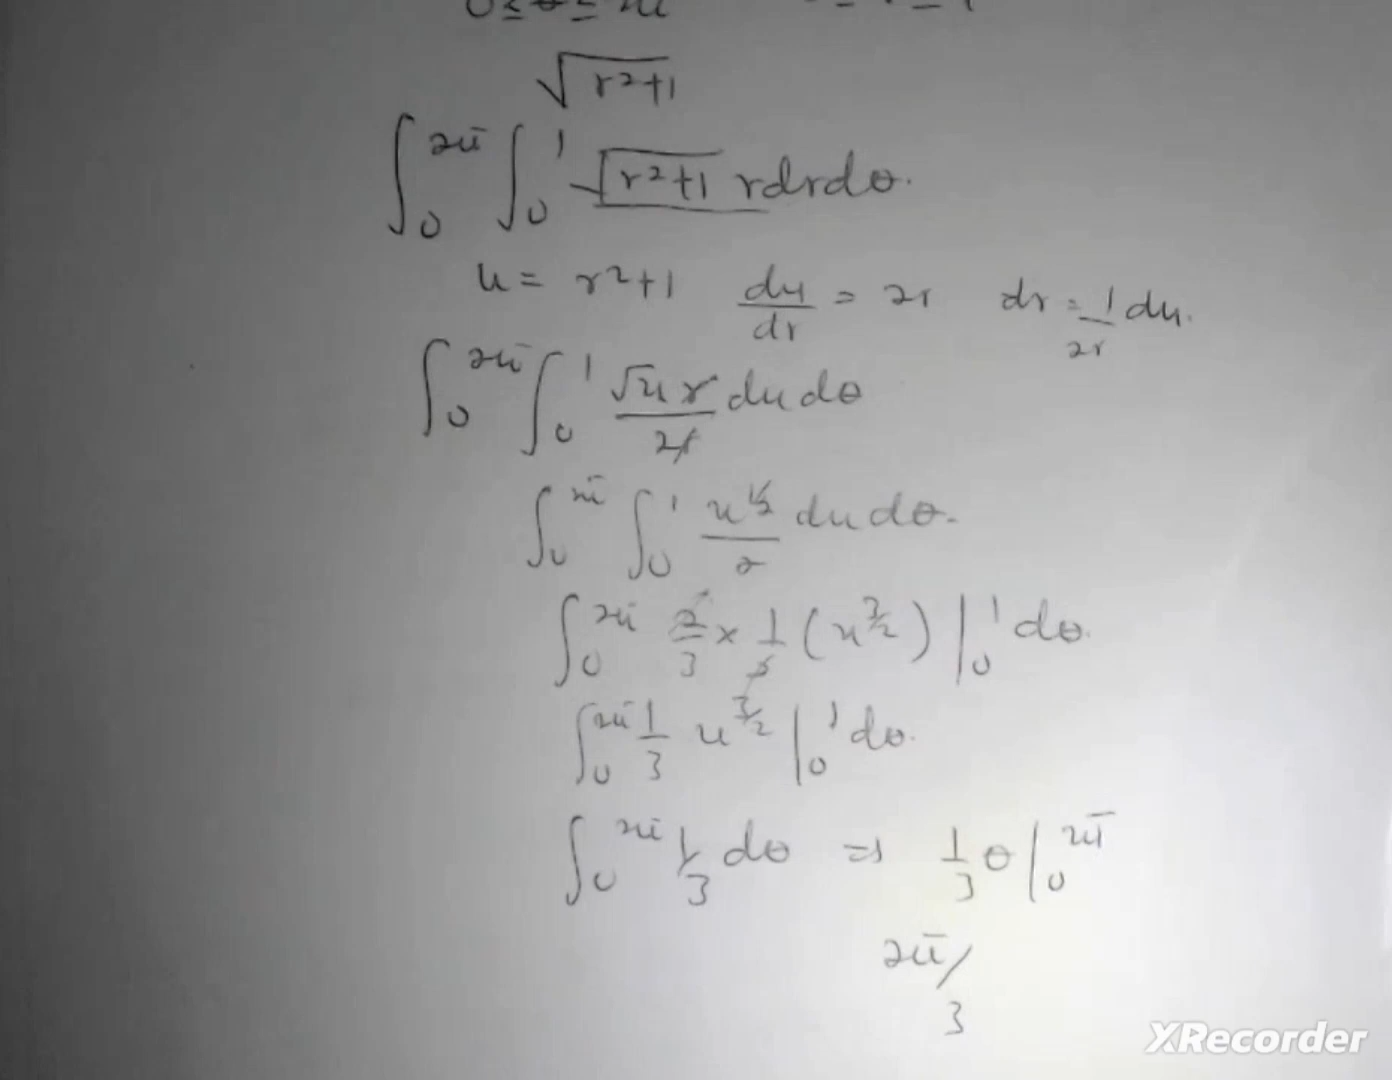 0 ≤ θ ≤ 2π
√(r²+1)
∫₀^2π ∫₀^1 √(r²+1) r dr dθ.
u = r²+1 du/dr = 2r dr = 1/2r du.
∫₀^2π ∫₀^1 √u r/2r du dθ
∫₀^2π ∫₀^1 u^½/2 du dθ.
∫₀^2π 2/3 × 1/2 (u^3/2) |₀^1 dθ.
∫₀^2π 1/3 u^3/2 |₀^1 dθ.
∫₀^2π 1/3 dθ ⇒ 1/3 θ |₀^2π
2π/3
XRecorder